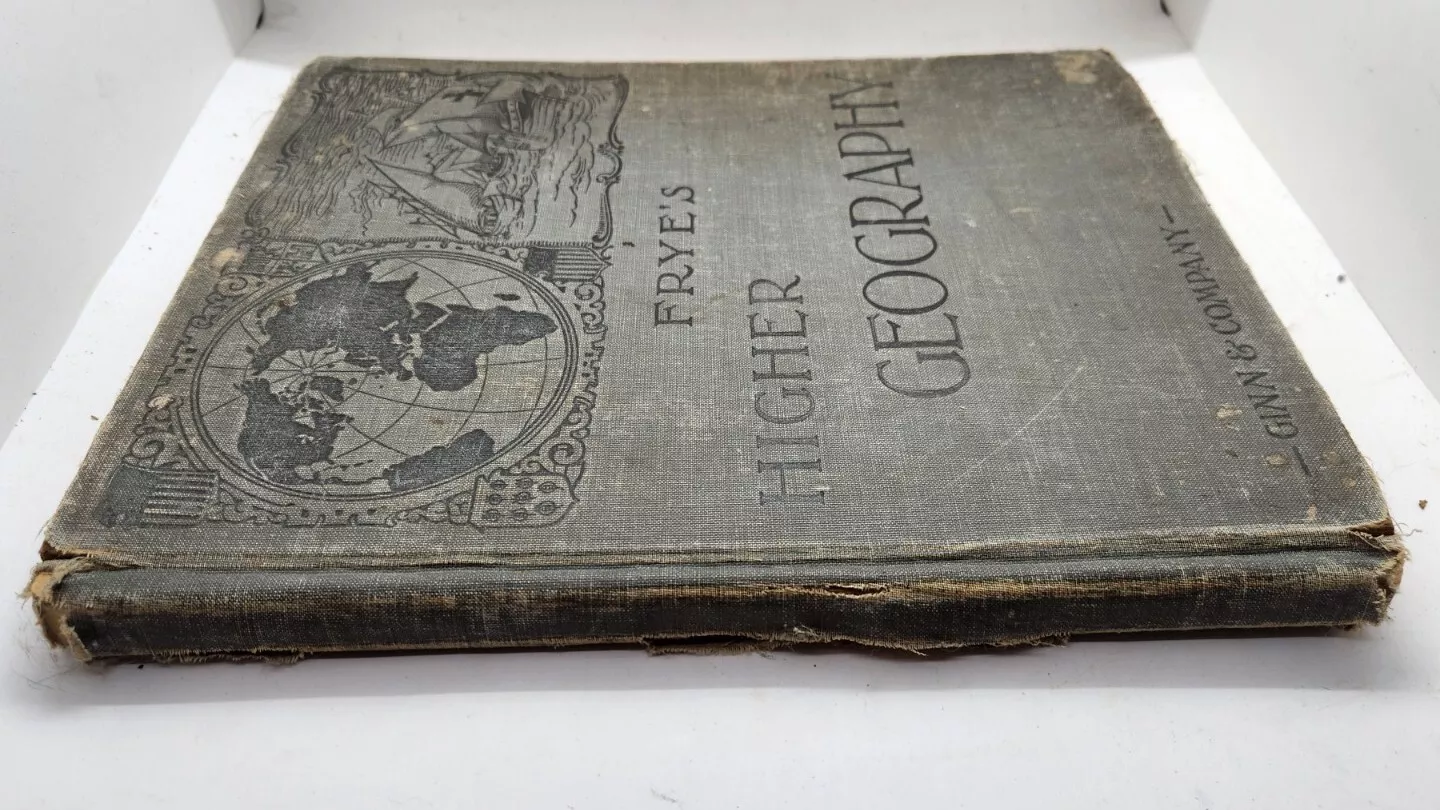 FRYE'S
HIGHER
GEOGRAPHY
– GINN & COMPANY –